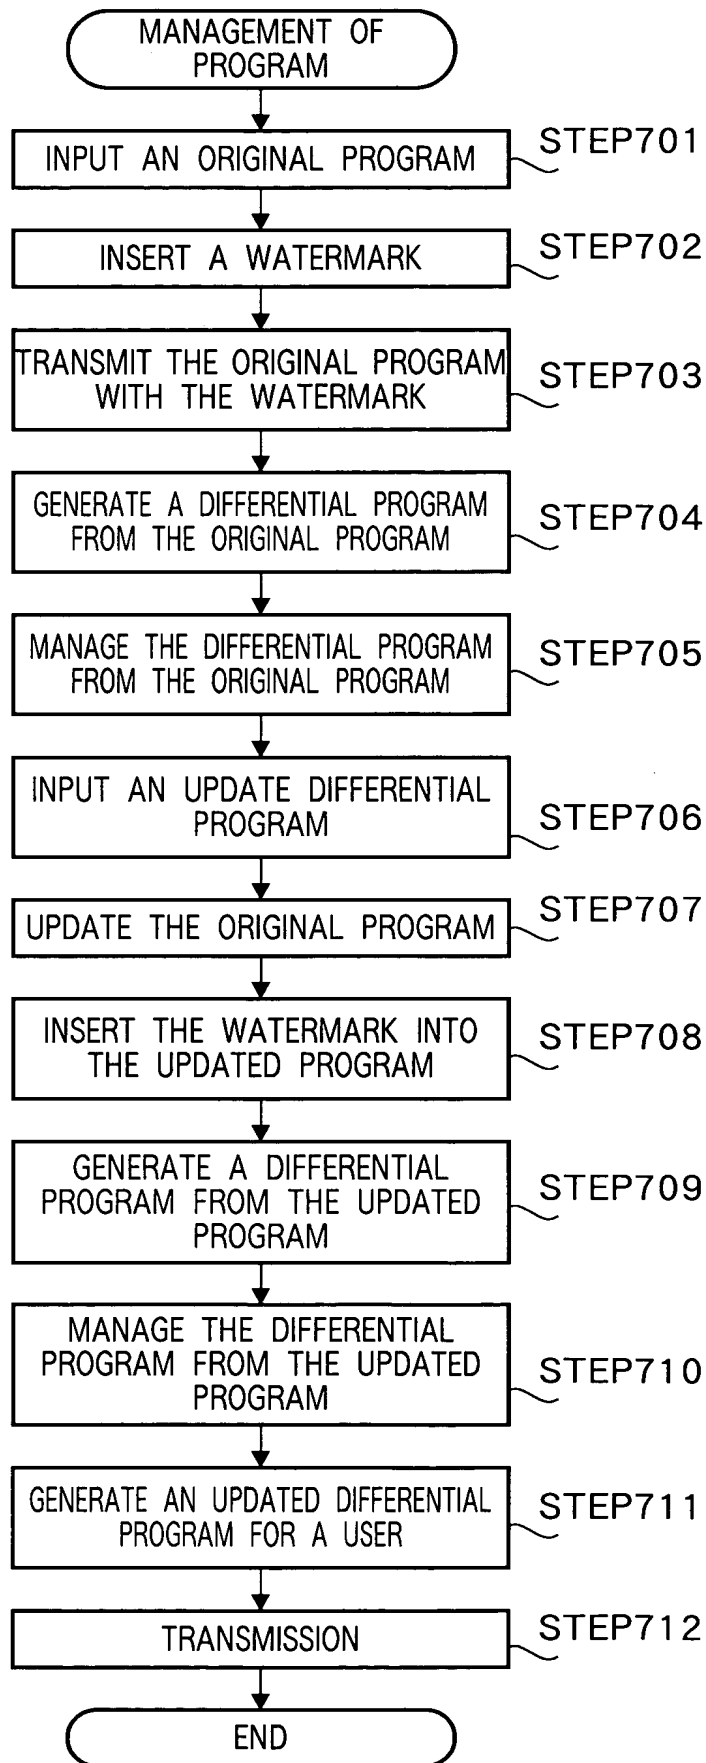 MANAGEMENT OF
PROGRAM
INPUT AN ORIGINAL PROGRAM
STEP701
INSERT A WATERMARK
STEP702
TRANSMIT THE ORIGINAL PROGRAM
WITH THE WATERMARK
STEP703
GENERATE A DIFFERENTIAL PROGRAM
FROM THE ORIGINAL PROGRAM
STEP704
MANAGE THE DIFFERENTIAL PROGRAM
FROM THE ORIGINAL PROGRAM
STEP705
INPUT AN UPDATE DIFFERENTIAL
PROGRAM
STEP706
UPDATE THE ORIGINAL PROGRAM
STEP707
INSERT THE WATERMARK INTO
THE UPDATED PROGRAM
STEP708
GENERATE A DIFFERENTIAL
PROGRAM FROM THE UPDATED
PROGRAM
STEP709
MANAGE THE DIFFERENTIAL
PROGRAM FROM THE UPDATED
PROGRAM
STEP710
GENERATE AN UPDATED DIFFERENTIAL
PROGRAM FOR A USER
STEP711
TRANSMISSION
STEP712
END